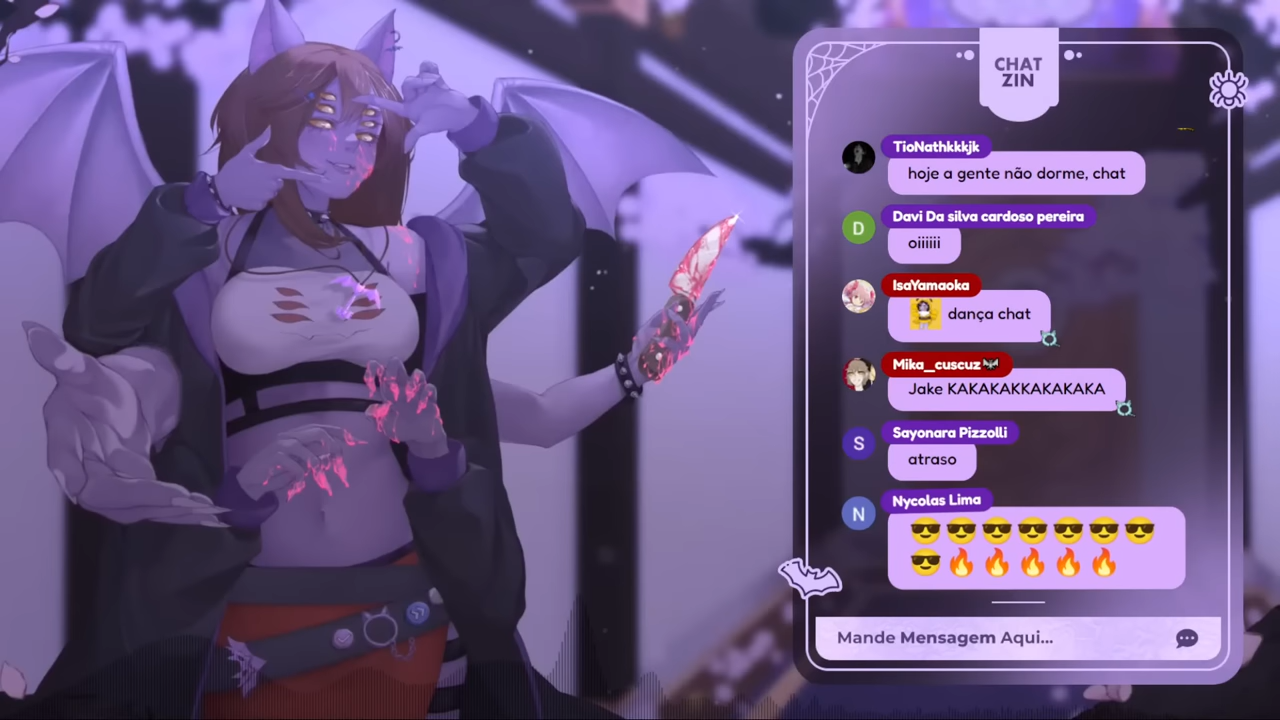 CHAT
ZIN
TioNathkkkjk
hoje a gente não dorme, chat
Davi Da silva cardoso pereira
oiiiiii
D
IsaYamaoka
dança chat
Mika_cuscuz
Jake KAKAKAKKAKAKAKA
Sayonara Pizzolli
S
atraso
Nycolas Lima
N
😎😎😎😎😎😎😎
😎🔥🔥🔥🔥🔥
Mande Mensagem Aqui...